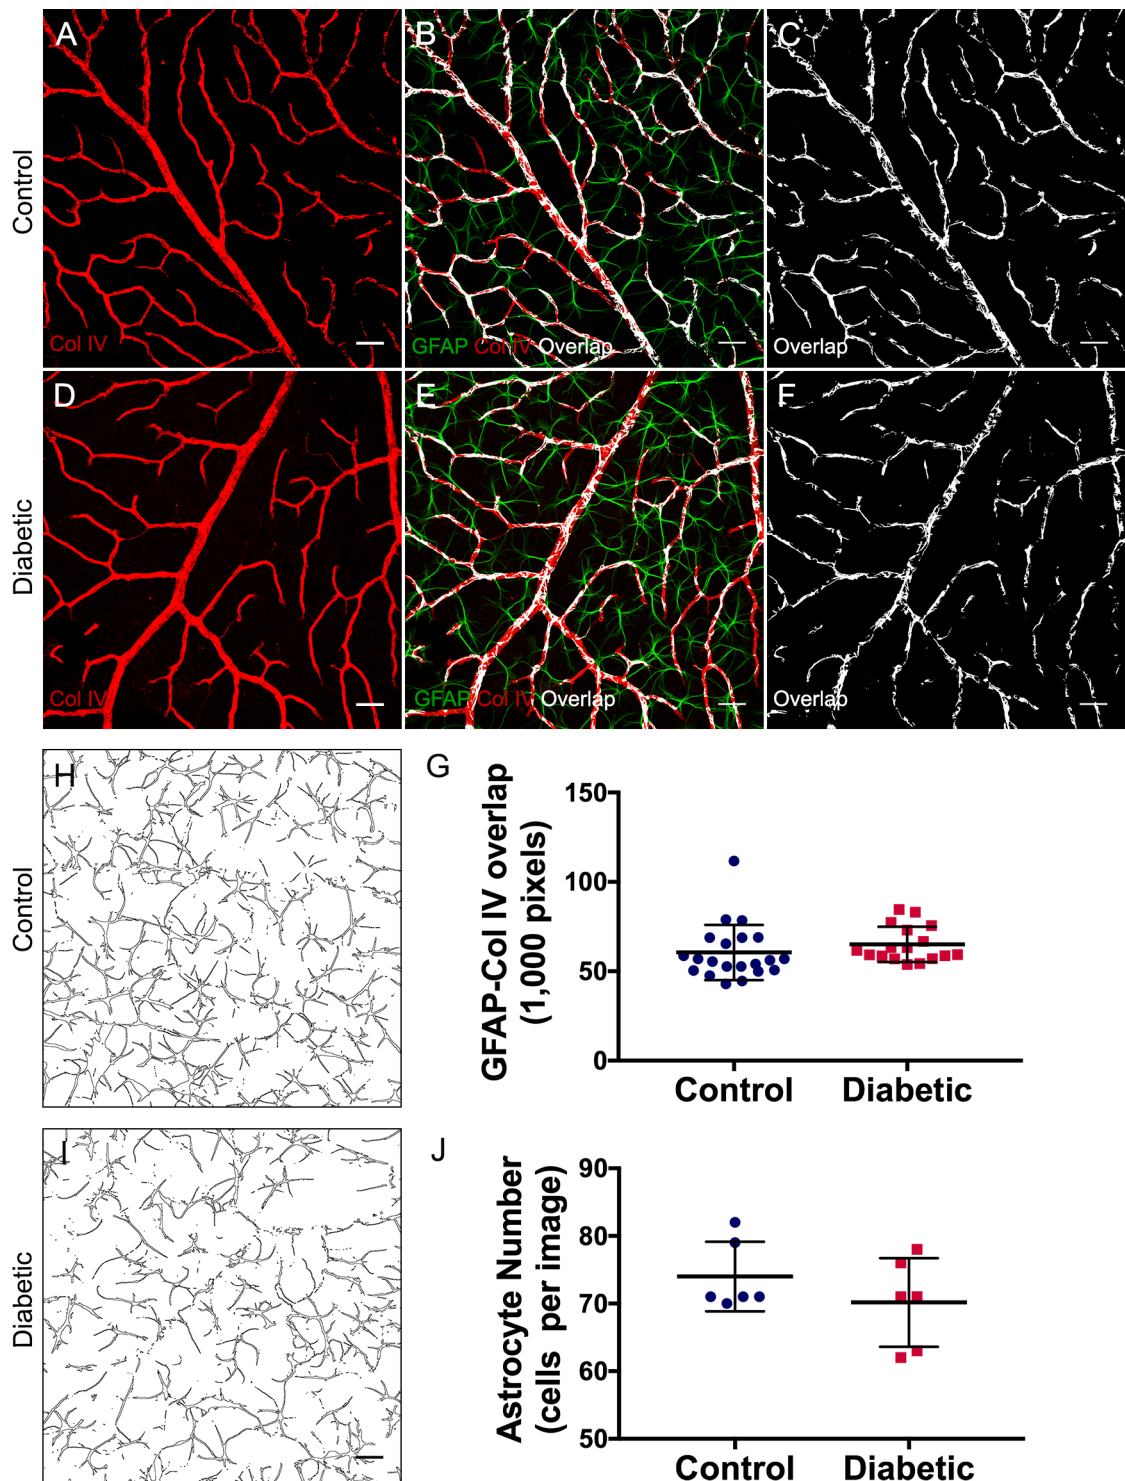 A
B
C
Control
Col IV
GFAP Col IV Overlap
Overlap
D
E
F
Diabetic
Col IV
GFAP Col IV Overlap
Overlap
H
Control
G
GFAP-Col IV overlap
(1,000 pixels)
150
100
50
0
Control Diabetic
I
Diabetic
J
Astrocyte Number
(cells per image)
90
80
70
60
50
Control Diabetic